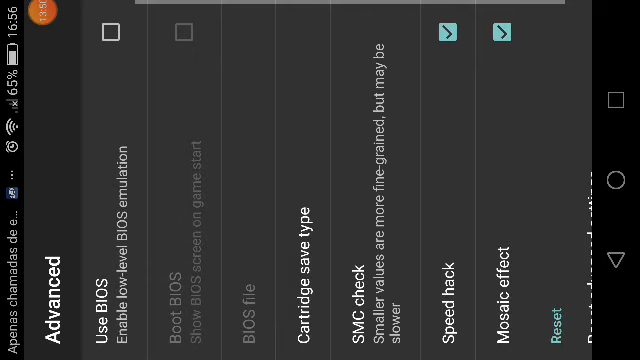 Apenas chamadas de e... ... 65% 16:56
13:50
Advanced
Use BIOS
Enable low-level BIOS emulation
Boot BIOS
Show BIOS screen on game start
BIOS file
Cartridge save type
SMC check
Smaller values are more fine-grained, but may be
slower
Speed hack
Mosaic effect
Reset